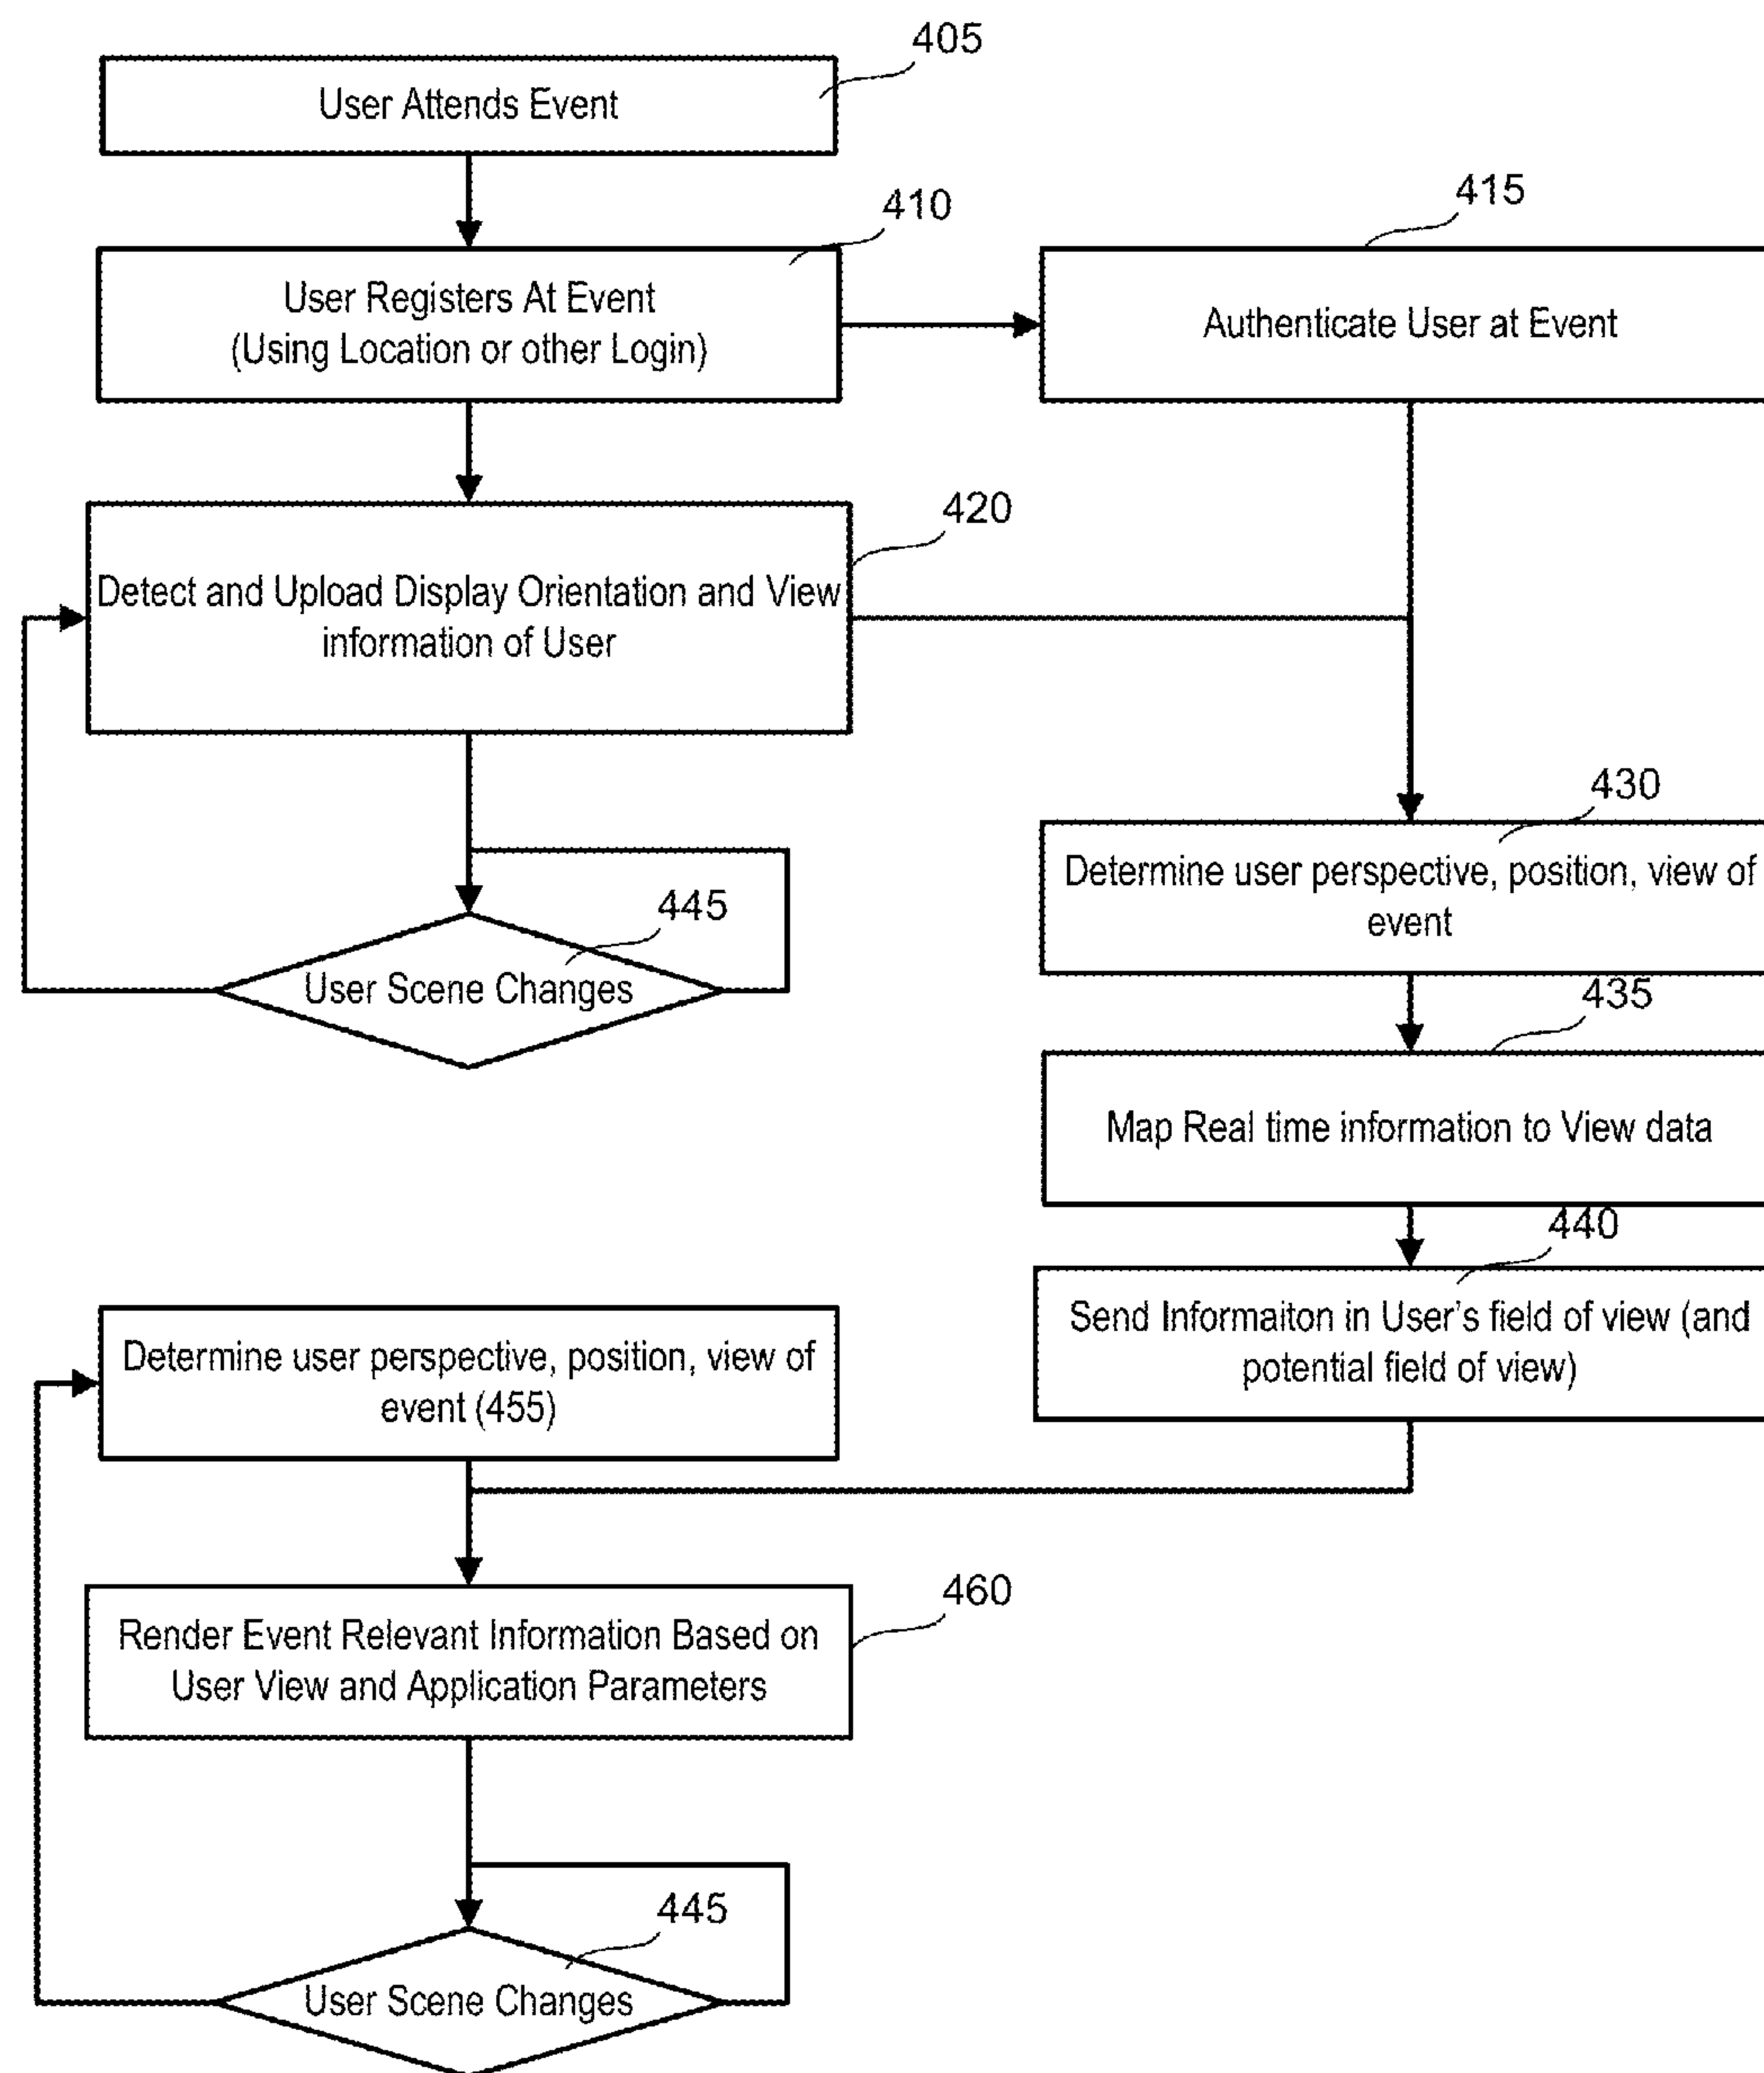 405
User Attends Event
410
415
User Registers At Event
(Using Location or other Login)
Authenticate User at Event
420
Detect and Upload Display Orientation and View
information of User
430
Determine user perspective, position, view of
event
445
User Scene Changes
435
Map Real time information to View data
440
Send Informaiton in User's field of view (and
potential field of view)
Determine user perspective, position, view of
event (455)
460
Render Event Relevant Information Based on
User View and Application Parameters
445
User Scene Changes